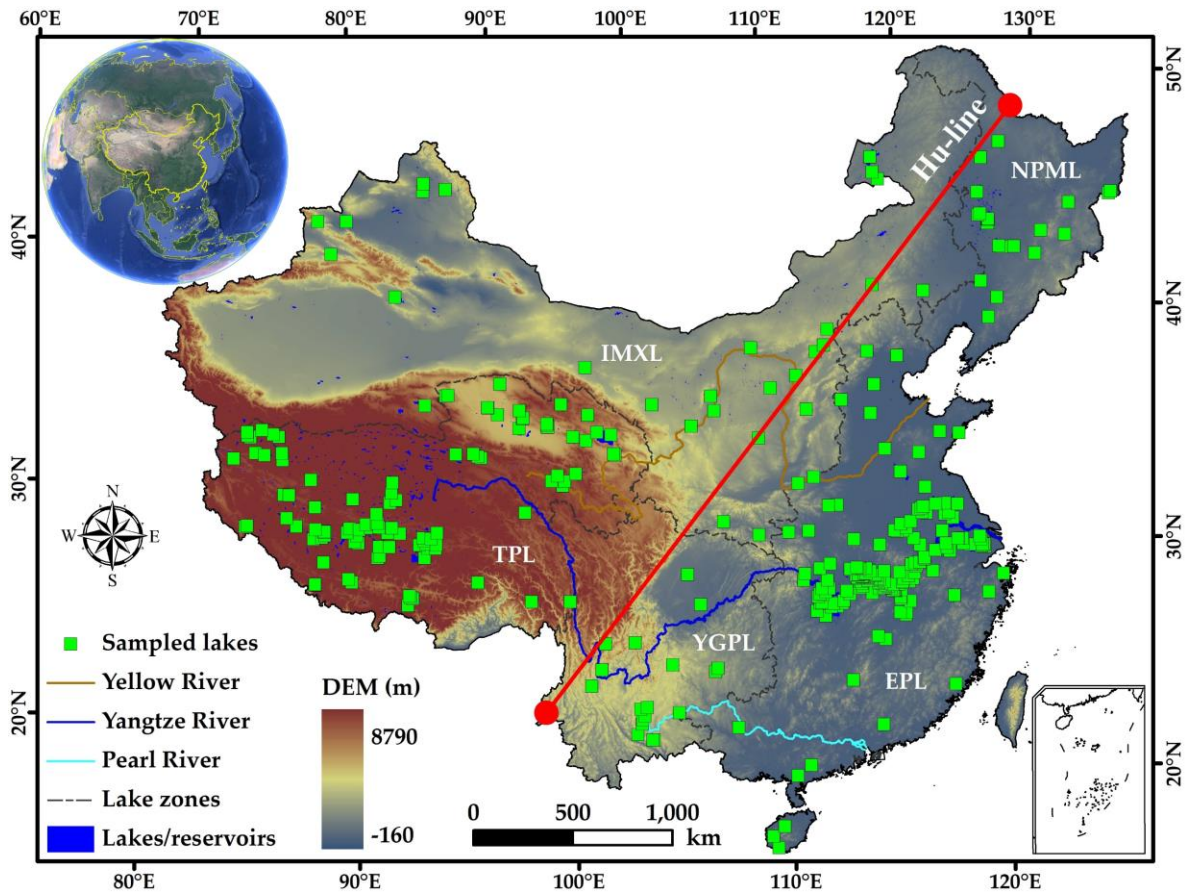 60°E 70°E 80°E 90°E 100°E 110°E 120°E 130°E
50°N
Hu-line
NPML
40°N
40°N
IMXL
30°N
N
W E
S
30°N
TPL
Sampled lakes
YGPL
Yellow River
DEM (m)
EPL
Yangtze River
8790
20°N
Pearl River
20°N
Lake zones
0 500 1,000
Lakes/reservoirs
-160
km
80°E 90°E 100°E 110°E 120°E